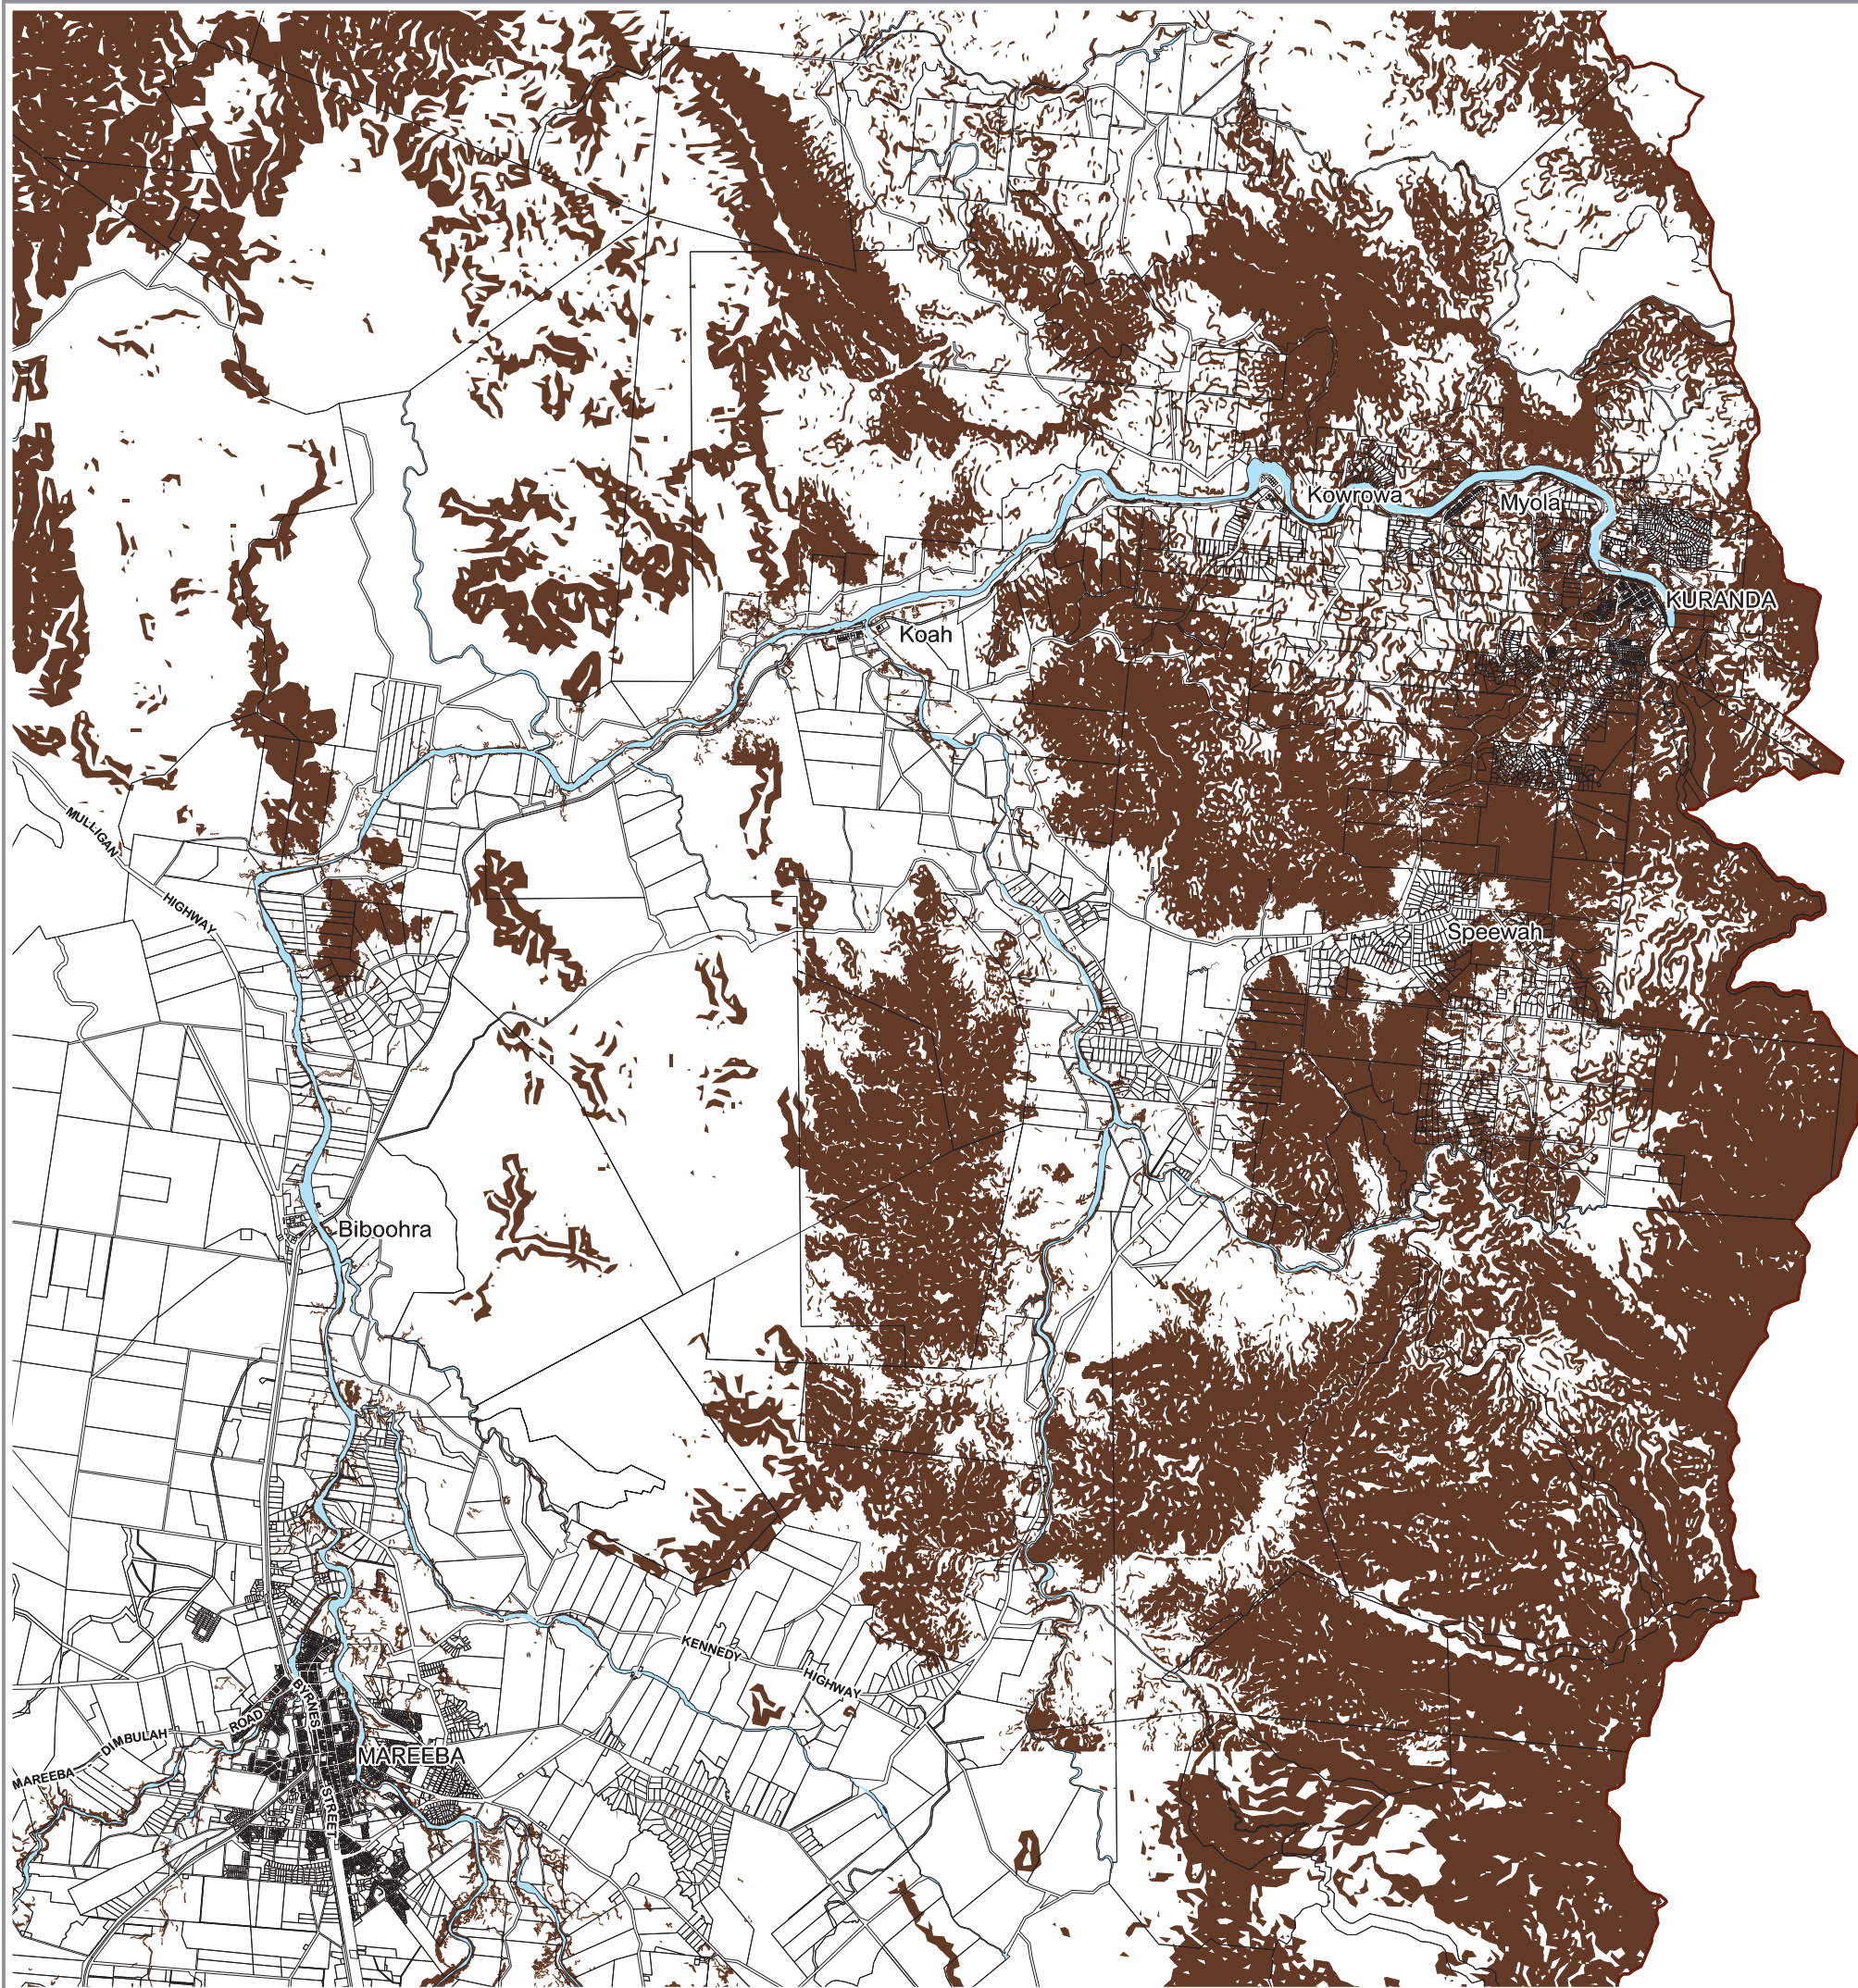 Kowrowa
Myola
KURANDA
Koah
MULLIGAN
HIGHWAY
Speewah
Biboohra
KENNEDY
HIGHWAY
BYRNES
STREET
MAREEBA - DIMBULAH ROAD
MAREEBA